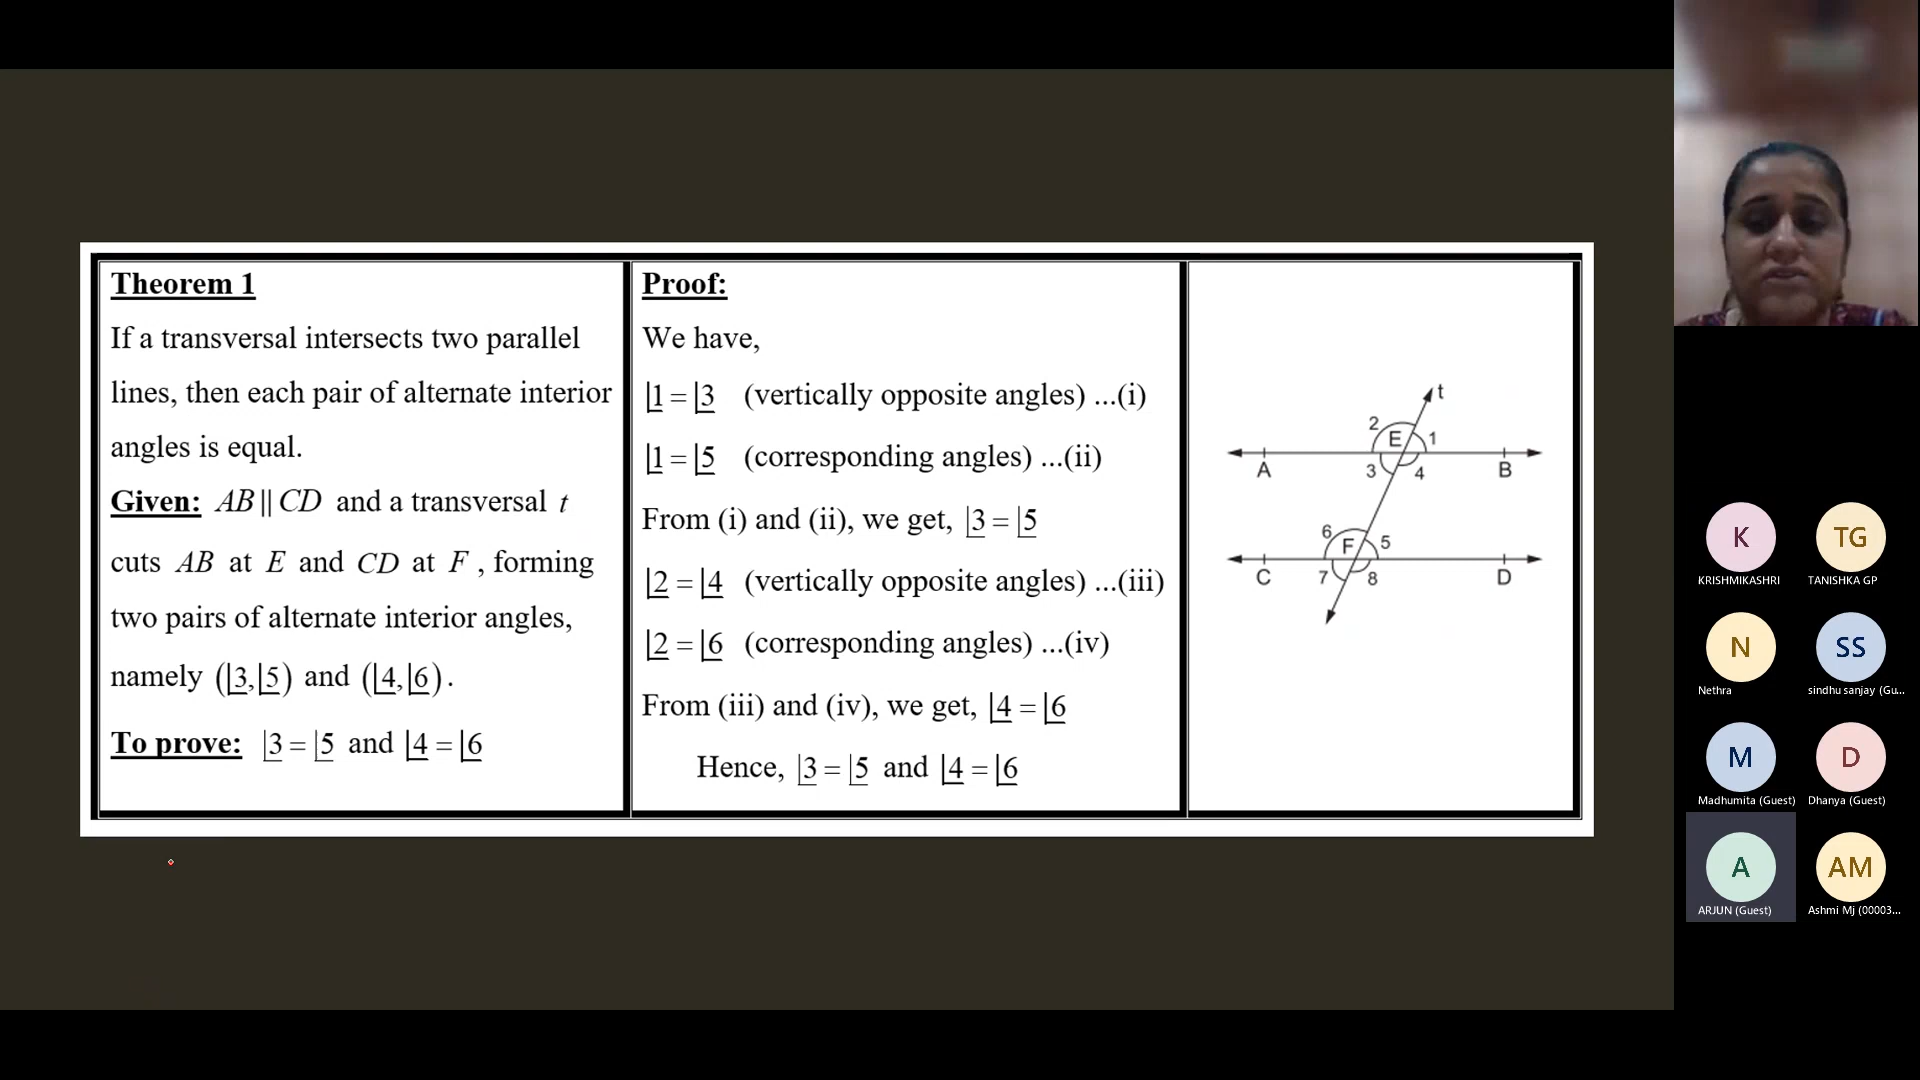 Theorem 1
If a transversal intersects two parallel
lines, then each pair of alternate interior
angles is equal.
Given: AB || CD and a transversal t
cuts AB at E and CD at F , forming
two pairs of alternate interior angles,
namely (∠3,∠5) and (∠4,∠6).
To prove: ∠3 = ∠5 and ∠4 = ∠6
Proof:
We have,
∠1 = ∠3 (vertically opposite angles) ...(i)
∠1 = ∠5 (corresponding angles) ...(ii)
From (i) and (ii), we get, ∠3 = ∠5
∠2 = ∠4 (vertically opposite angles) ...(iii)
∠2 = ∠6 (corresponding angles) ...(iv)
From (iii) and (iv), we get, ∠4 = ∠6
Hence, ∠3 = ∠5 and ∠4 = ∠6
t
2 E 1
A 3 4 B
6 F 5
C 7 8 D
K TG
KRISHMIKASHRI TANISHKA GP
N SS
Nethra sindhu sanjay (Gu...
M D
Madhumita (Guest) Dhanya (Guest)
A AM
ARJUN (Guest) Ashmi Mj (00003...